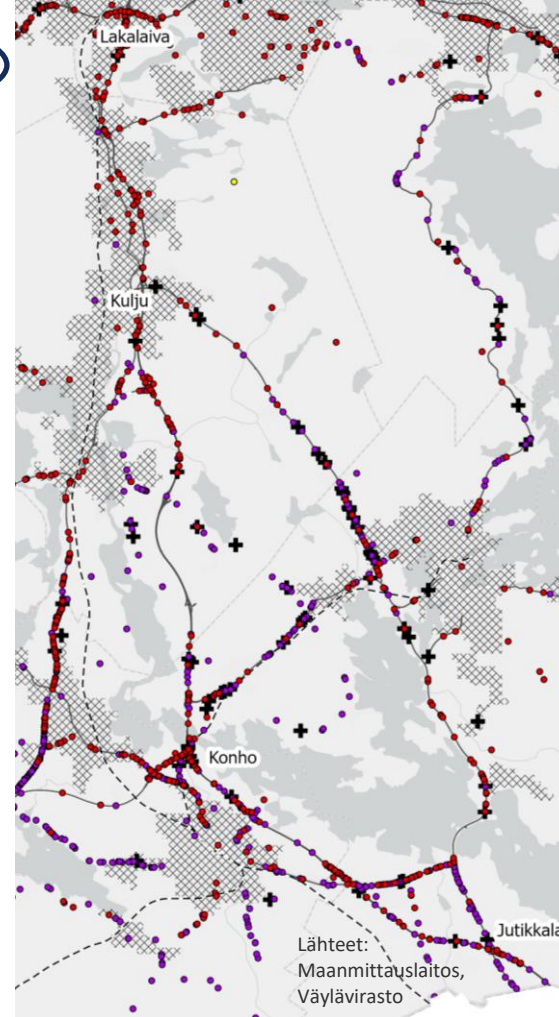 Lakalaiva
Kulju
Konho
Jutikkala
Lähteet:
Maanmittauslaitos,
Väylävirasto